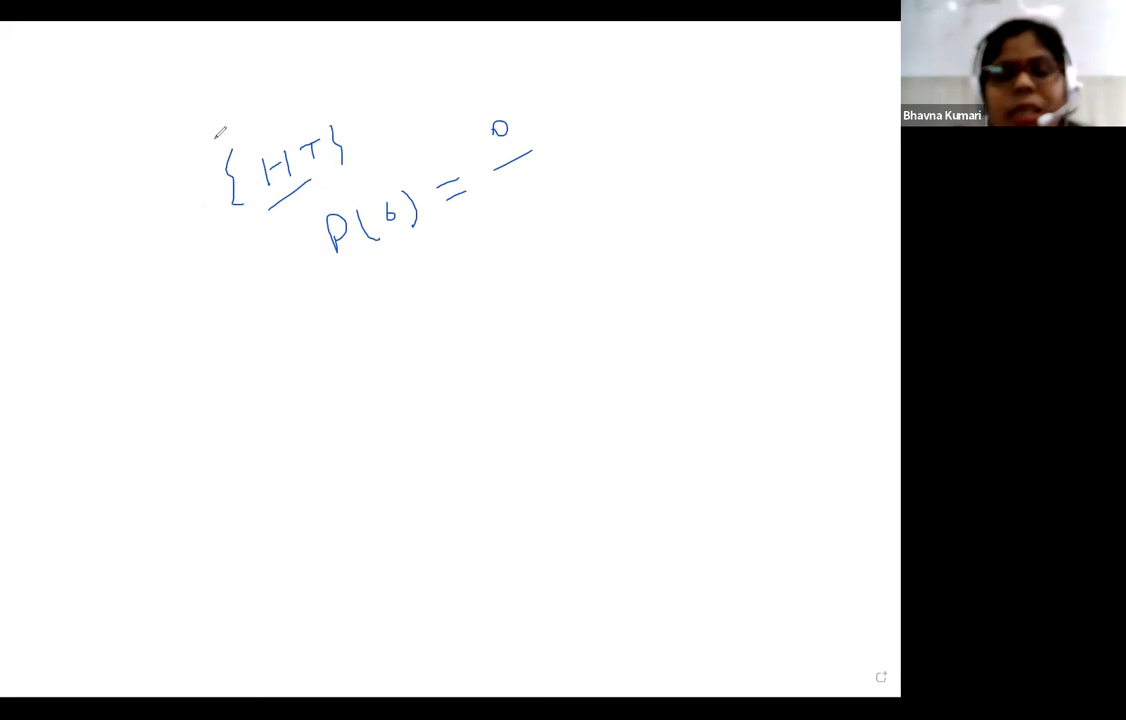 { H T }
P(6) = 0
Bhavna Kumari